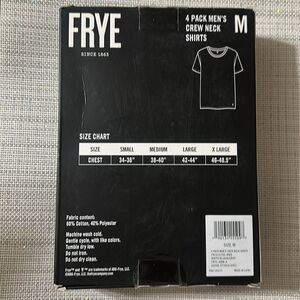 FRYE
SINCE 1863
4 PACK MEN'S
CREW NECK
SHIRTS
M
SIZE CHART
SIZE SMALL MEDIUM LARGE X LARGE
CHEST 34-36" 38-40" 42-44" 46-48.5"
Fabric content:
60% Cotton, 40% Polyester
Machine wash cold.
Gentle cycle, with like colors.
Tumble dry low.
Do not iron.
Do not dry clean.
SIZE: M